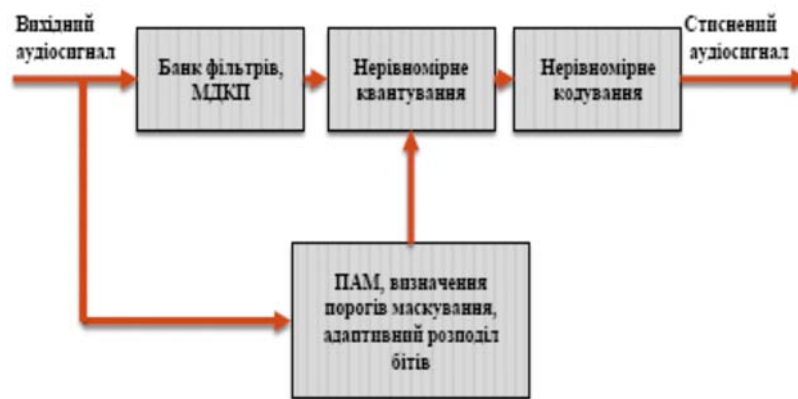 Вихідний
аудіосигнал
Банк фільтрів,
МДКП
Нерівномірне
квантування
Нерівномірне
кодування
Стиснений
аудіосигнал
ПАМ, визначення
порогів маскування,
адаптивний розподіл
бітів